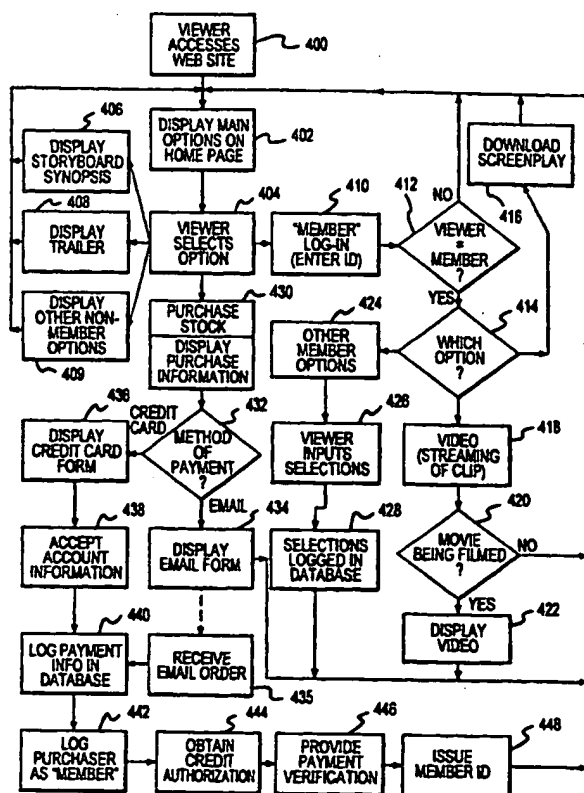 VIEWER
ACCESSES
WEB SITE
400
406
DISPLAY
STORYBOARD
SYNOPSIS
DISPLAY MAIN
OPTIONS ON
HOME PAGE
402
DOWNLOAD
SCREENPLAY
416
408
DISPLAY
TRAILER
404
VIEWER
SELECTS
OPTION
410
"MEMBER"
LOG-IN
(ENTER ID)
412
NO
VIEWER
=
MEMBER
?
YES
DISPLAY
OTHER NON-
MEMBER
OPTIONS
409
430
PURCHASE
STOCK
DISPLAY
PURCHASE
INFORMATION
424
OTHER
MEMBER
OPTIONS
414
WHICH
OPTION
?
436
CREDIT
CARD
DISPLAY
CREDIT CARD
FORM
432
METHOD
OF
PAYMENT
?
EMAIL
426
VIEWER
INPUTS
SELECTIONS
418
VIDEO
(STREAMING
OF CLIP)
438
ACCEPT
ACCOUNT
INFORMATION
434
DISPLAY
EMAIL FORM
428
SELECTIONS
LOGGED IN
DATABASE
420
MOVIE
BEING FILMED
?
NO
YES
440
LOG PAYMENT
INFO IN
DATABASE
RECEIVE
EMAIL ORDER
435
422
DISPLAY
VIDEO
442
LOG
PURCHASER
AS "MEMBER"
444
OBTAIN
CREDIT
AUTHORIZATION
446
PROVIDE
PAYMENT
VERIFICATION
448
ISSUE
MEMBER ID